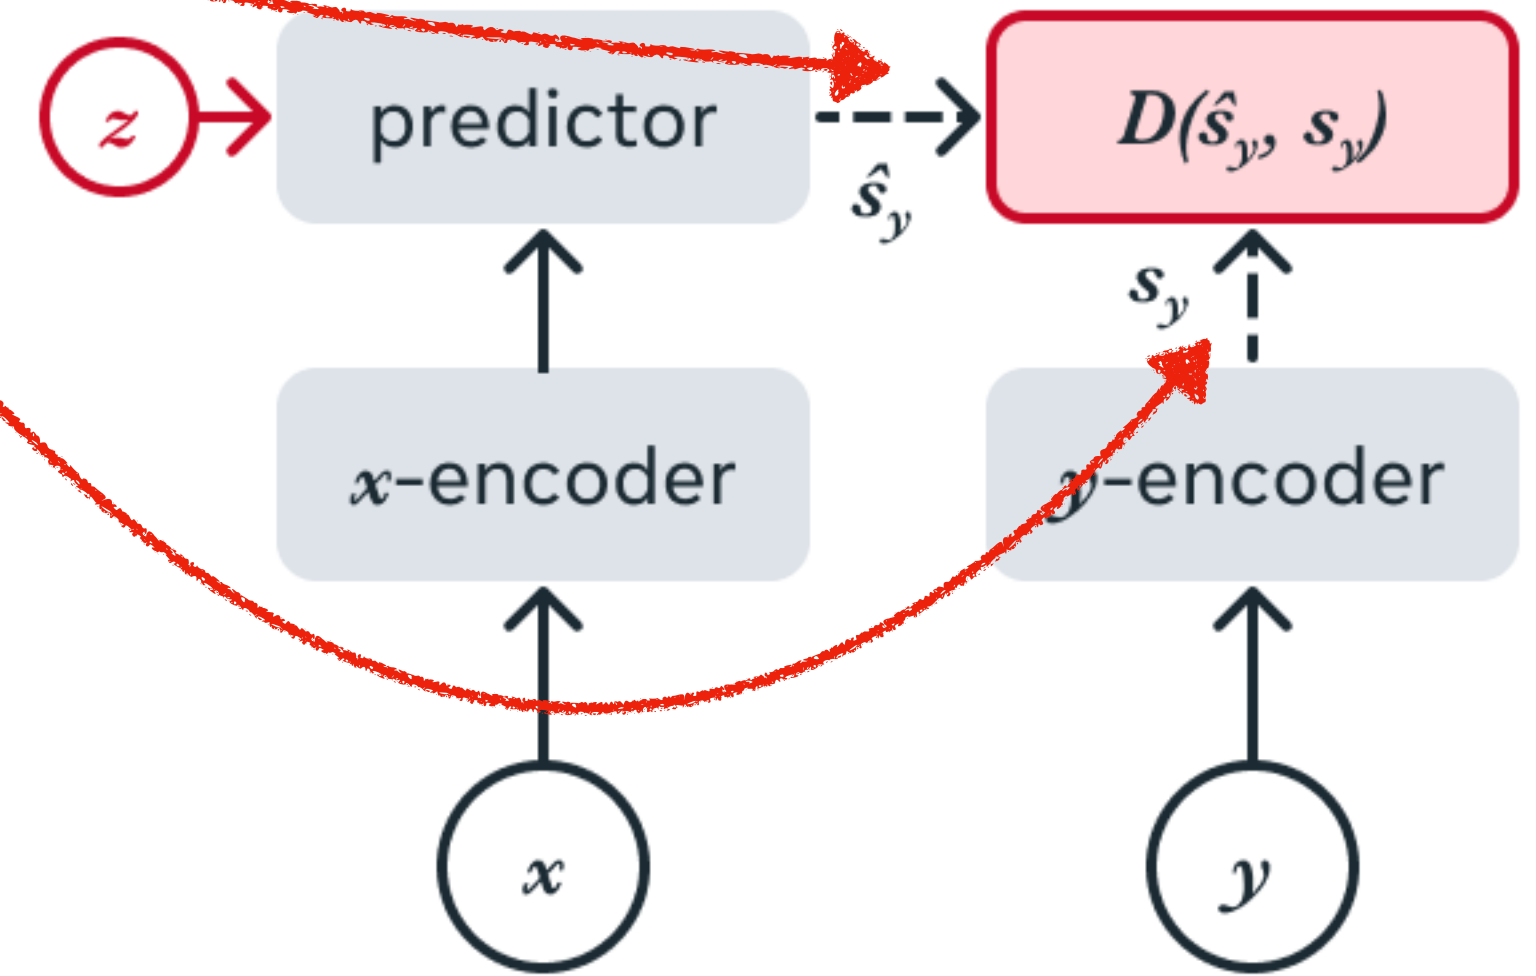 z
predictor
D(ŝ_y, s_y)
ŝ_y
s_y
x-encoder
y-encoder
x
y